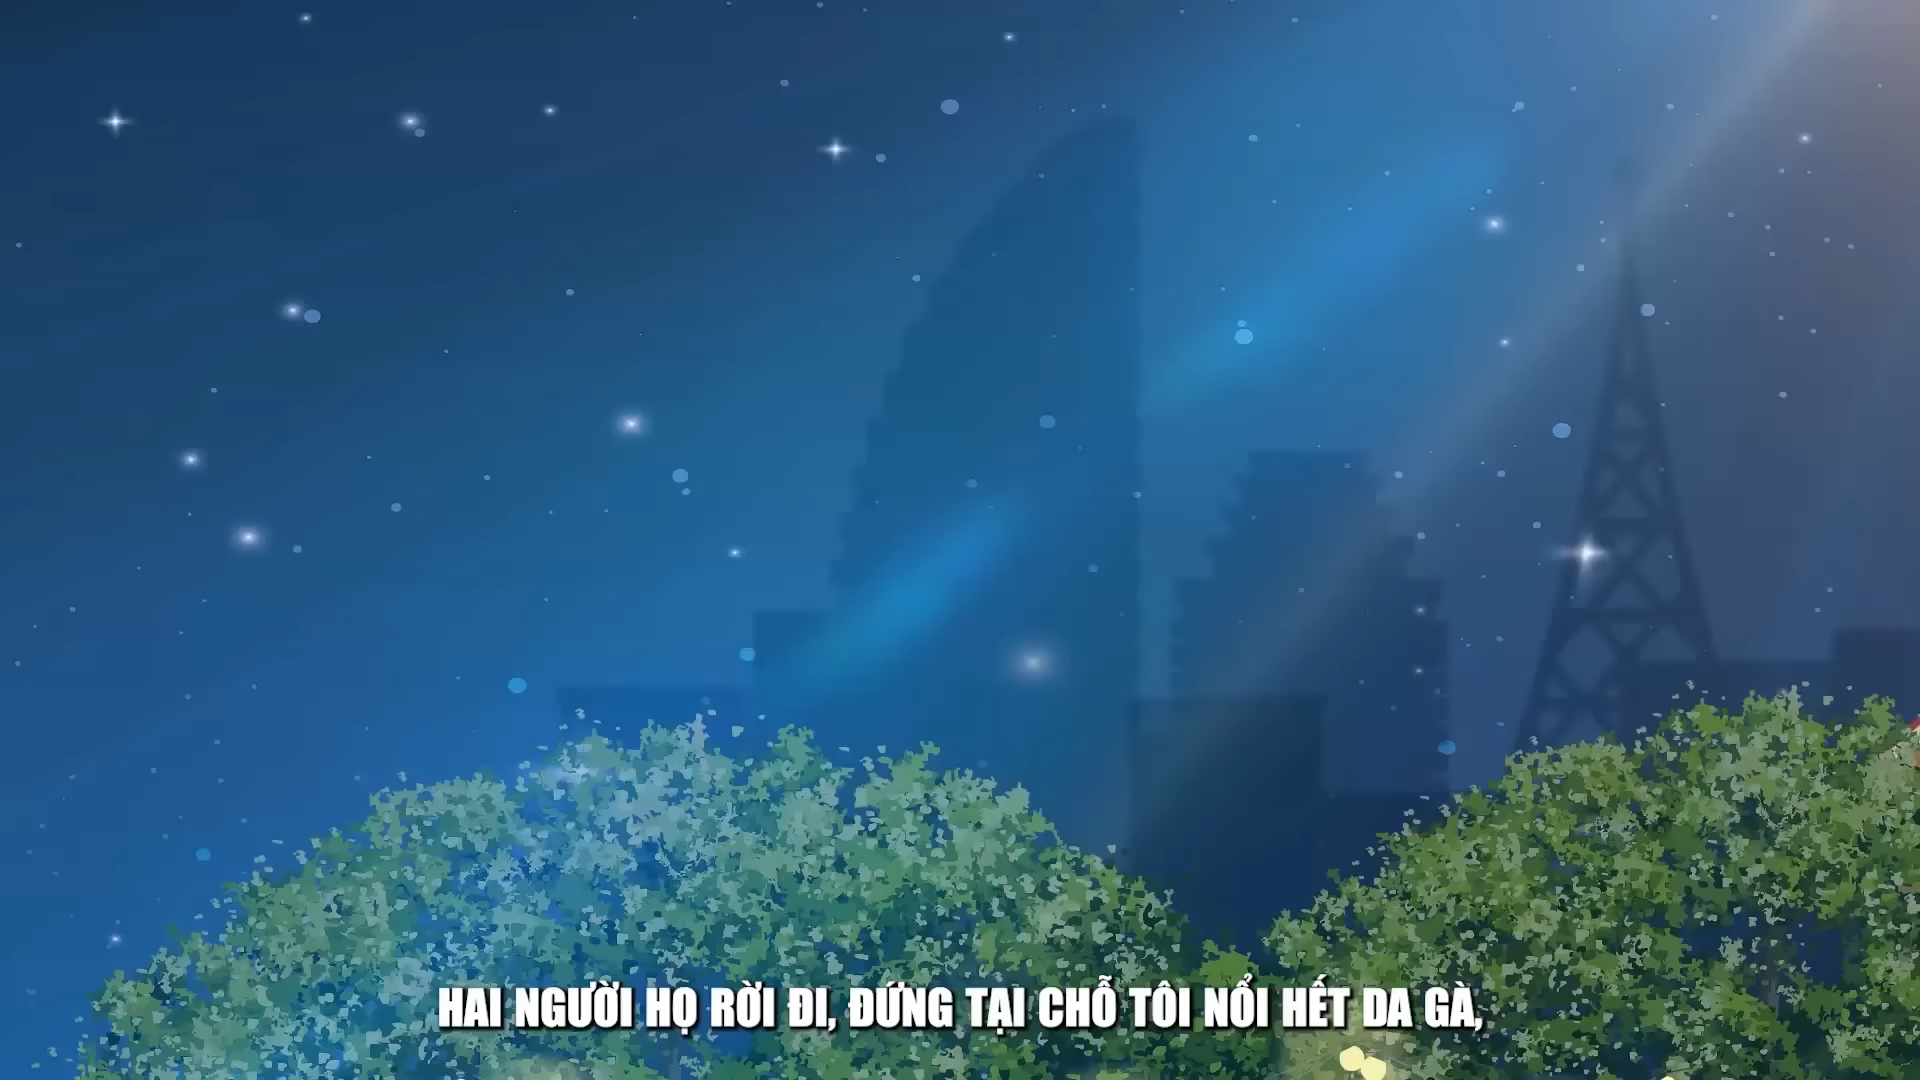 HAI NGƯỜI HỌ RỜI ĐI, ĐỨNG TẠI CHỖ TÔI NỔI HẾT DA GÀ,